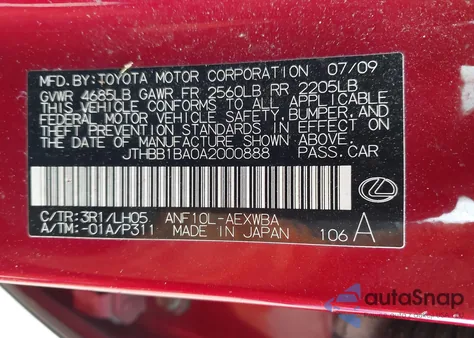 MFD. BY: TOYOTA MOTOR CORPORATION 07/09
GVWR 4685LB GAWR FR 2560LB RR 2205LB
THIS VEHICLE CONFORMS TO ALL APPLICABLE
FEDERAL MOTOR VEHICLE SAFETY, BUMPER, AND
THEFT PREVENTION STANDARDS IN EFFECT ON
THE DATE OF MANUFACTURE SHOWN ABOVE.
JTHBB1BA0A2000888 PASS.CAR
C/TR:3R1/LH05 ANF10L-AEXWBA
A/TM:-01A/P311 MADE IN JAPAN 106 A
autoSnap